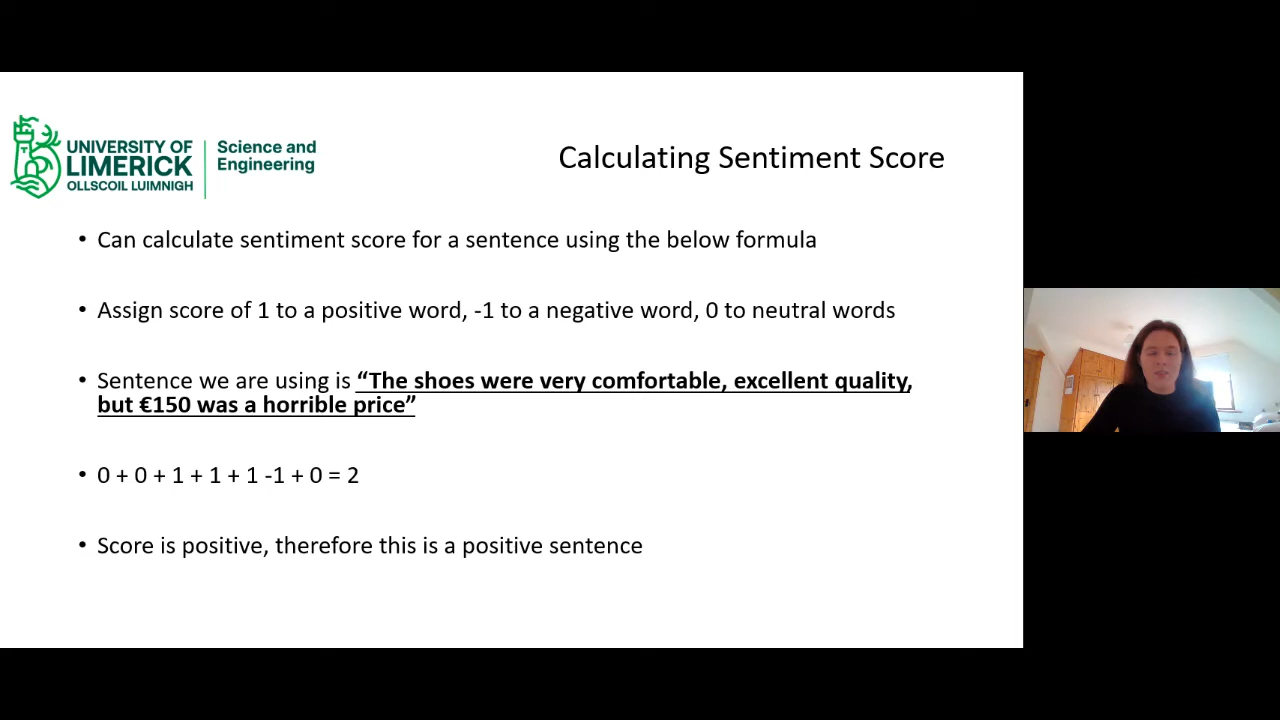 UNIVERSITY OF
LIMERICK
OLLSCOIL LUIMNIGH
Science and
Engineering
Calculating Sentiment Score
• Can calculate sentiment score for a sentence using the below formula
• Assign score of 1 to a positive word, -1 to a negative word, 0 to neutral words
• Sentence we are using is “The shoes were very comfortable, excellent quality,
but €150 was a horrible price”
• 0 + 0 + 1 + 1 + 1 -1 + 0 = 2
• Score is positive, therefore this is a positive sentence